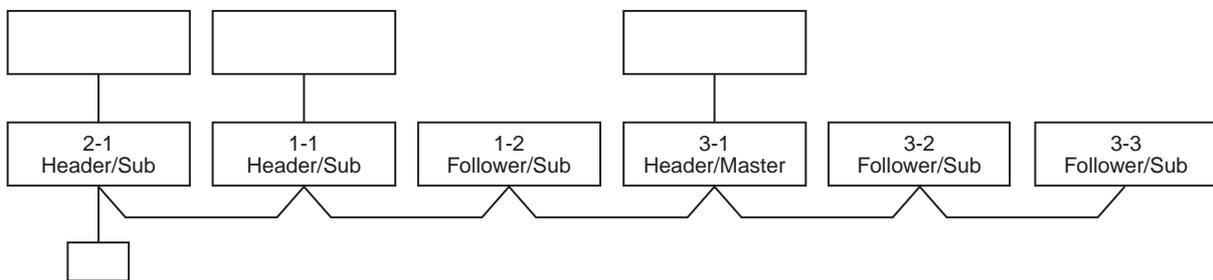 2-1
Header/Sub
1-1
Header/Sub
1-2
Follower/Sub
3-1
Header/Master
3-2
Follower/Sub
3-3
Follower/Sub